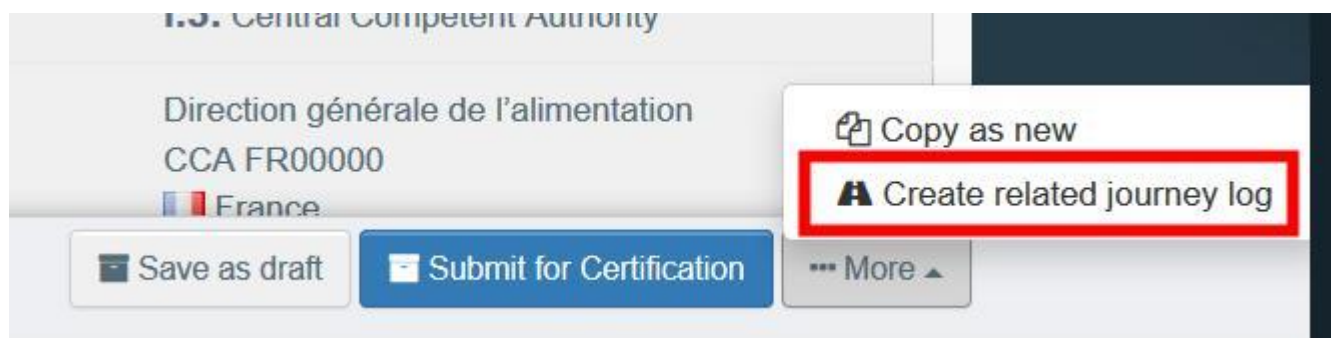 I.3. Central Competent Authority
Direction générale de l’alimentation
CCA FR00000
France
Copy as new
Create related journey log
Save as draft
Submit for Certification
More